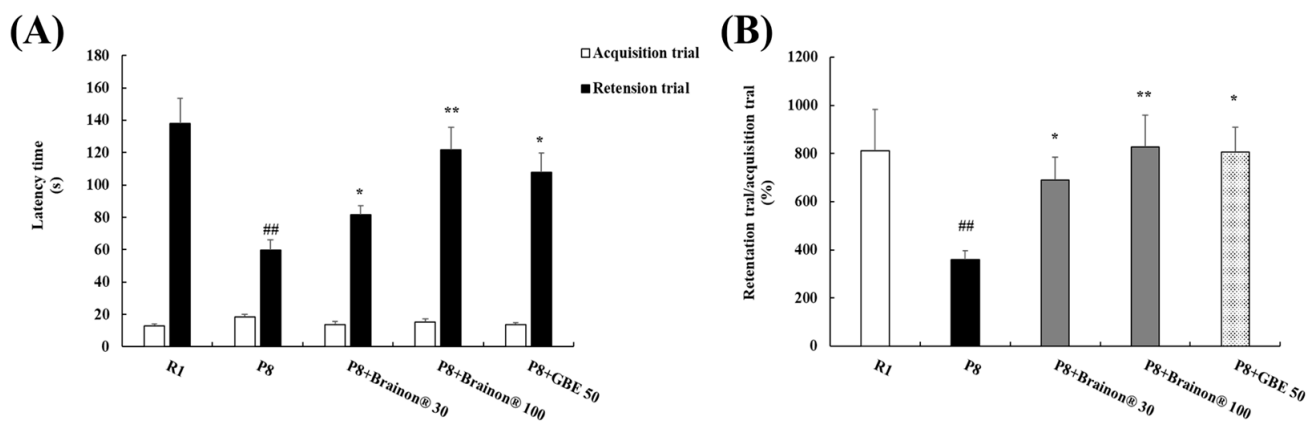 (A)
180
160
140
120
100
80
60
40
20
0
Latency time
(s)
Acquisition trial
Retension trial
##
*
**
*
R1
P8
P8+Brainon® 30
P8+Brainon® 100
P8+GBE 50
(B)
1200
1000
800
600
400
200
0
Retentation tral/acquisition tral
(%)
##
*
**
*
R1
P8
P8+Brainon® 30
P8+Brainon® 100
P8+GBE 50